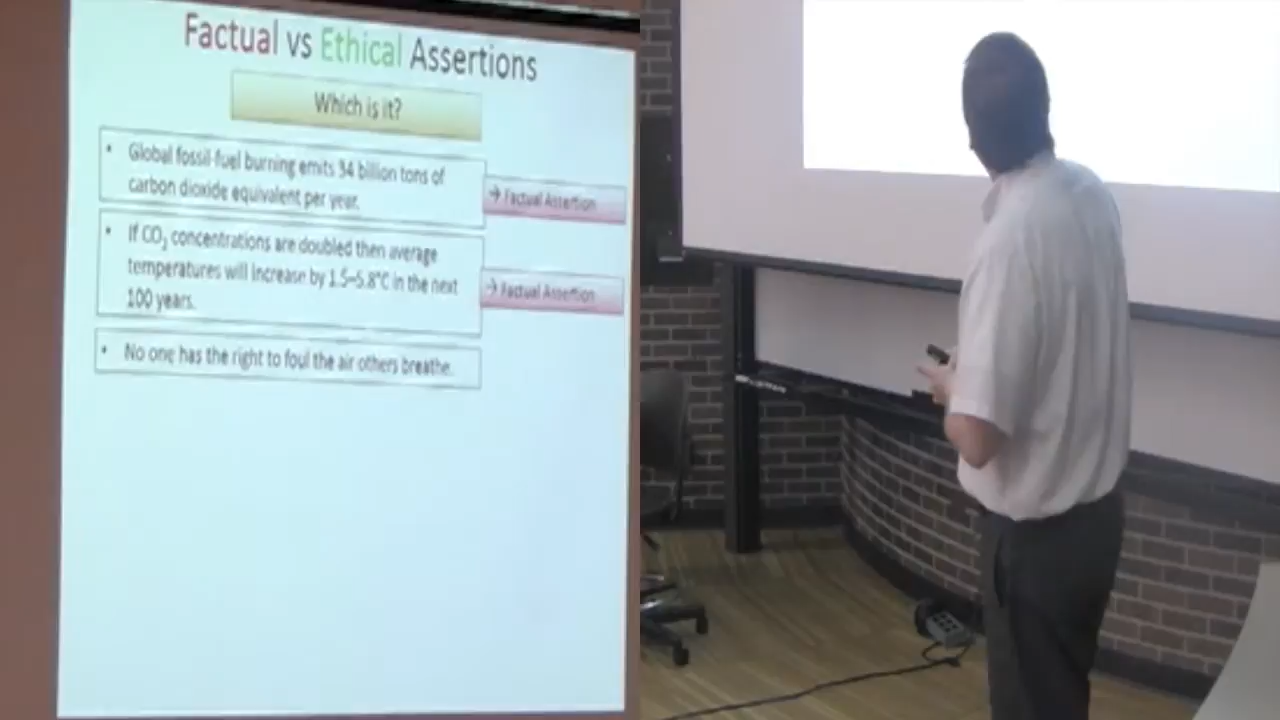 Factual vs Ethical Assertions
Which is it?
• Global fossil-fuel burning emits 34 billion tons of
carbon dioxide equivalent per year.
→ Factual Assertion
• If CO₂ concentrations are doubled then average
temperatures will increase by 1.5–5.8°C in the next
100 years.
→ Factual Assertion
• No one has the right to foul the air others breathe.